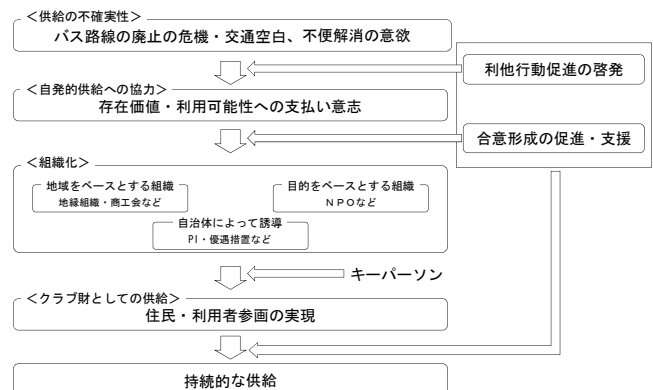 ＜供給の不確実性＞
バス路線の廃止の危機・交通空白、不便解消の意欲
利他行動促進の啓発
＜自発的供給への協力＞
存在価値・利用可能性への支払い意志
合意形成の促進・支援
＜組織化＞
地域をベースとする組織
地縁組織・商工会など
目的をベースとする組織
NPOなど
自治体によって誘導
PI・優遇措置など
キーパーソン
＜クラブ財としての供給＞
住民・利用者参画の実現
持続的な供給